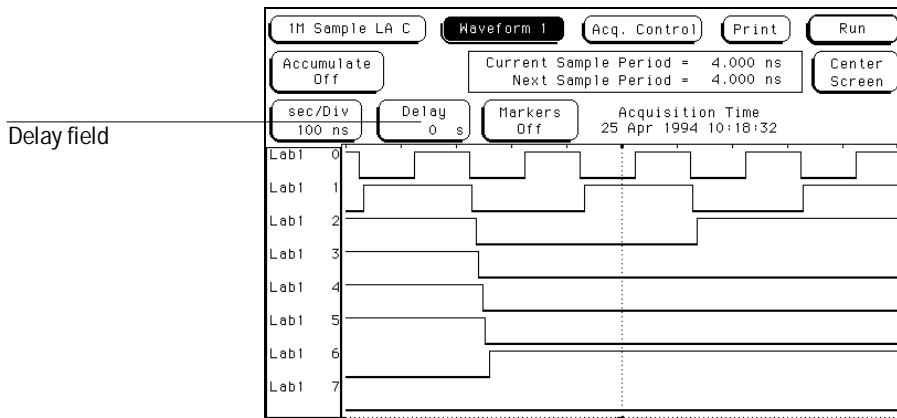 1M Sample LA C Waveform 1 Acq. Control Print Run
Accumulate
Off
Current Sample Period = 4.000 ns
Next Sample Period = 4.000 ns
Center
Screen
sec/Div
100 ns
Delay
0 s
Markers
Off
Acquisition Time
25 Apr 1994 10:18:32
Delay field
Lab1 0
Lab1 1
Lab1 2
Lab1 3
Lab1 4
Lab1 5
Lab1 6
Lab1 7